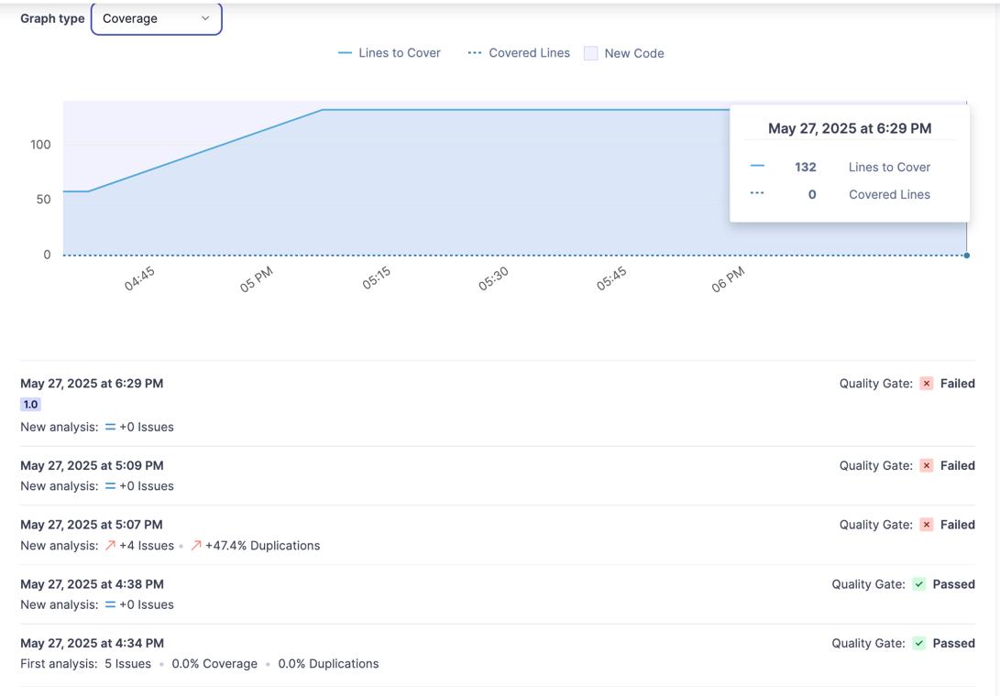 Graph type Coverage
Lines to Cover Covered Lines New Code
May 27, 2025 at 6:29 PM
132 Lines to Cover
0 Covered Lines
100
50
0
04:45 05 PM 05:15 05:30 05:45 06 PM
May 27, 2025 at 6:29 PM Quality Gate: Failed
1.0
New analysis: +0 Issues
May 27, 2025 at 5:09 PM Quality Gate: Failed
New analysis: +0 Issues
May 27, 2025 at 5:07 PM Quality Gate: Failed
New analysis: +4 Issues • +47.4% Duplications
May 27, 2025 at 4:38 PM Quality Gate: Passed
New analysis: +0 Issues
May 27, 2025 at 4:34 PM Quality Gate: Passed
First analysis: 5 Issues • 0.0% Coverage • 0.0% Duplications